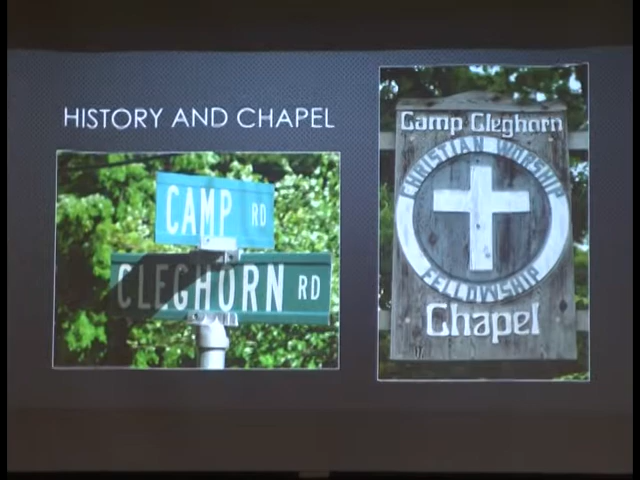 HISTORY AND CHAPEL
CAMP RD
CLEGHORN RD
Camp Cleghorn
CHRISTIAN WORSHIP
FELLOWSHIP
Chapel